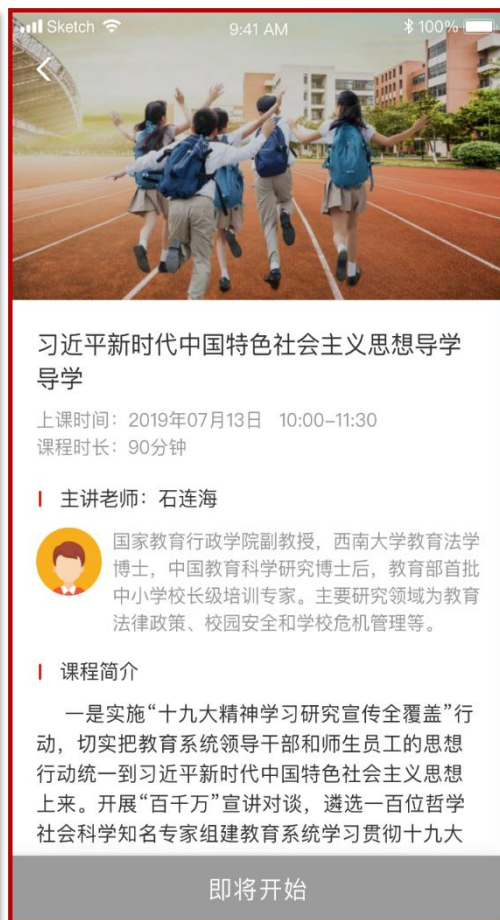 Sketch 9:41 AM 100%
习近平新时代中国特色社会主义思想导学
导学
上课时间：2019年07月13日 10:00-11:30
课程时长：90分钟
主讲老师：石连海
国家教育行政学院副教授，西南大学教育法学
博士，中国教育科学研究博士后，教育部首批
中小学校长级培训专家。主要研究领域为教育
法律政策、校园安全和学校危机管理等。
课程简介
一是实施“十九大精神学习研究宣传全覆盖”行
动，切实把教育系统领导干部和师生员工的思想
行动统一到习近平新时代中国特色社会主义思想
上来。开展“百千万”宣讲对谈，遴选一百位哲学
社会科学知名专家组建教育系统学习贯彻十九大
即将开始